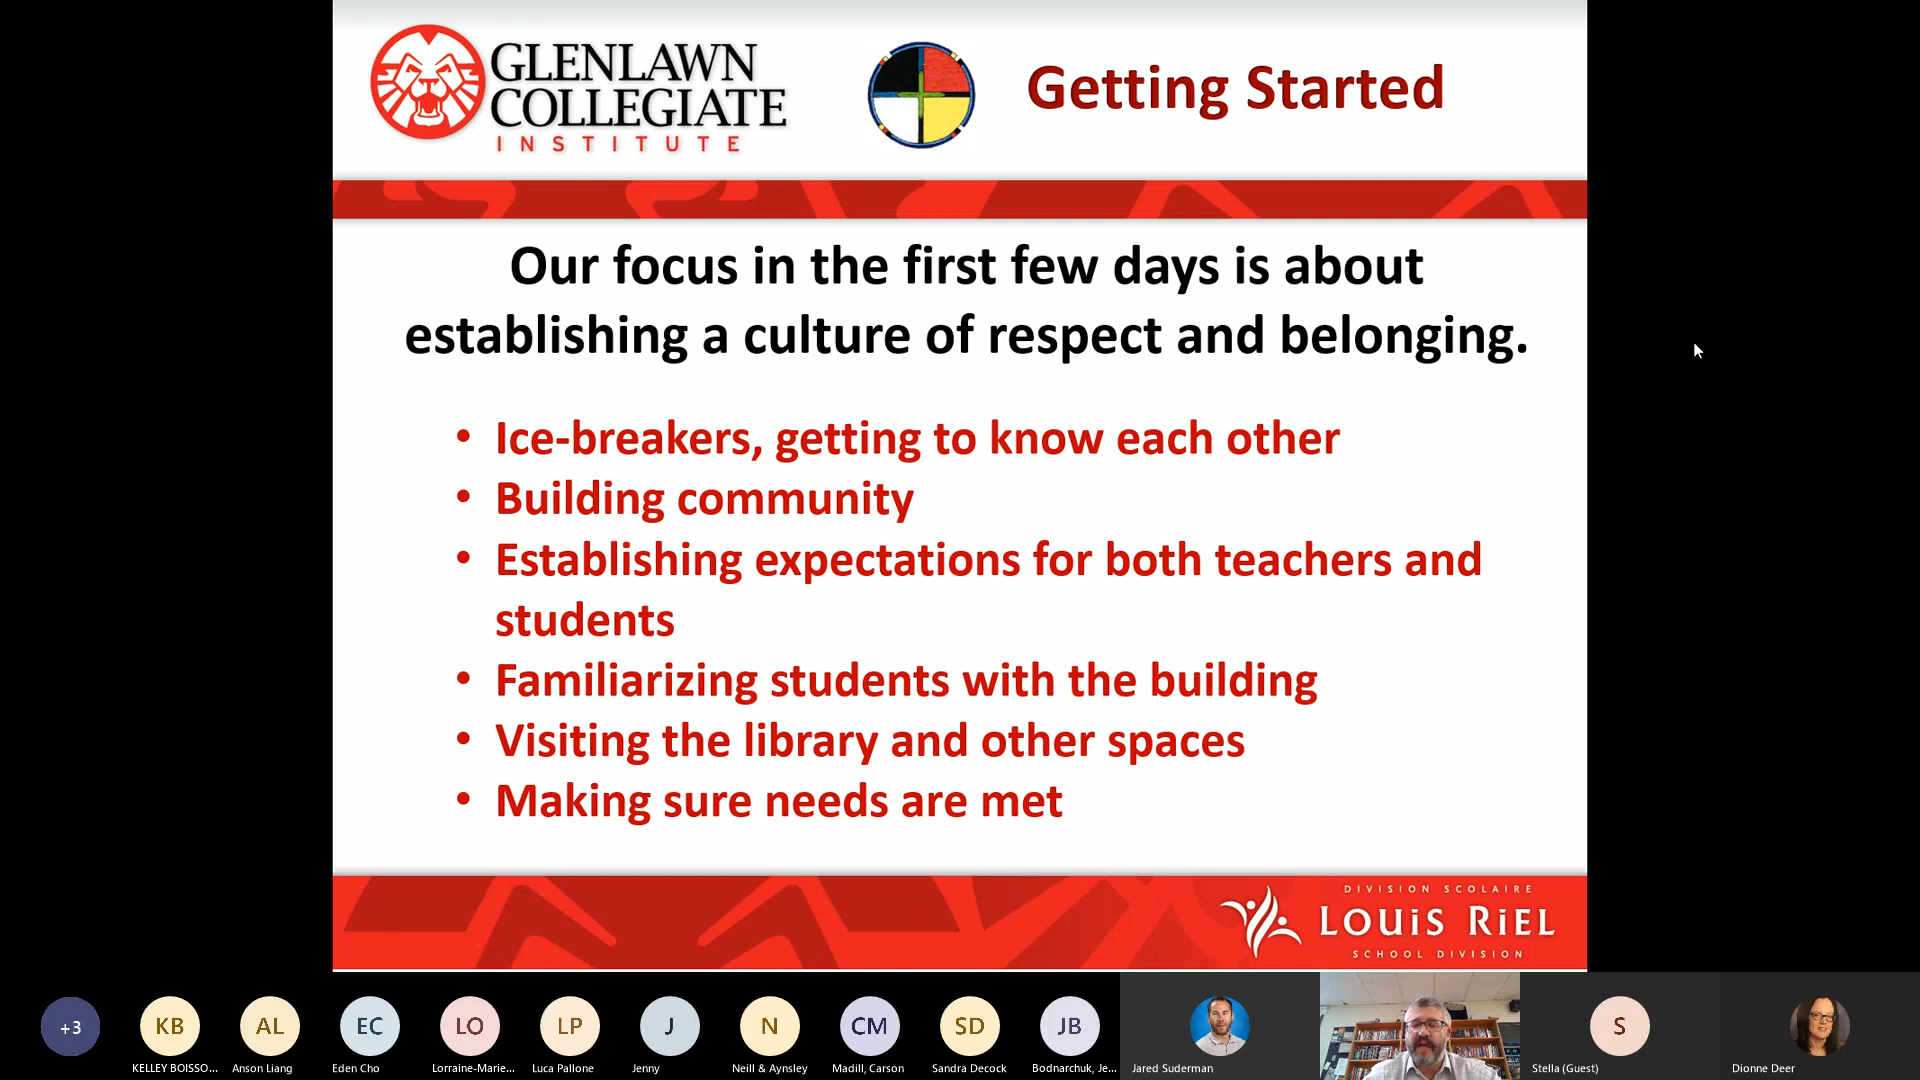 GLENLAWN
COLLEGIATE
INSTITUTE
Getting Started
Our focus in the first few days is about
establishing a culture of respect and belonging.
• Ice-breakers, getting to know each other
• Building community
• Establishing expectations for both teachers and
students
• Familiarizing students with the building
• Visiting the library and other spaces
• Making sure needs are met
DIVISION SCOLAIRE
LOUiS RiEL
SCHOOL DIVISION
+3
KB
AL
EC
LO
LP
J
N
CM
SD
JB
S
KELLEY BOISSO...
Anson Liang
Eden Cho
Lorraine-Marie...
Luca Pallone
Jenny
Neill & Aynsley
Madill, Carson
Sandra Decock
Bodnarchuk, Je...
Jared Suderman
Stella (Guest)
Dionne Deer